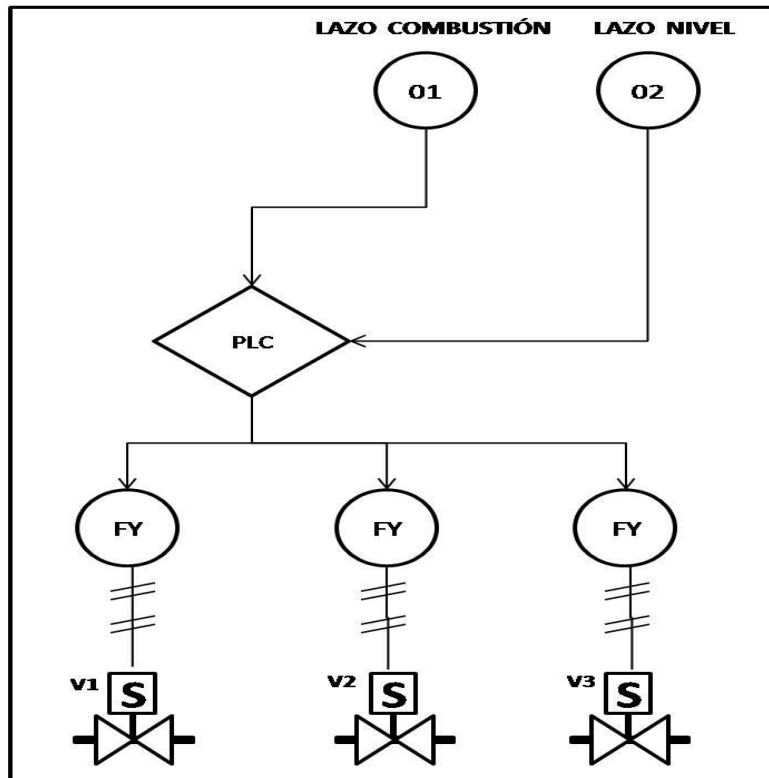 LAZO COMBUSTIÓN LAZO NIVEL
01 02
PLC
FY FY FY
V1 S V2 S V3 S